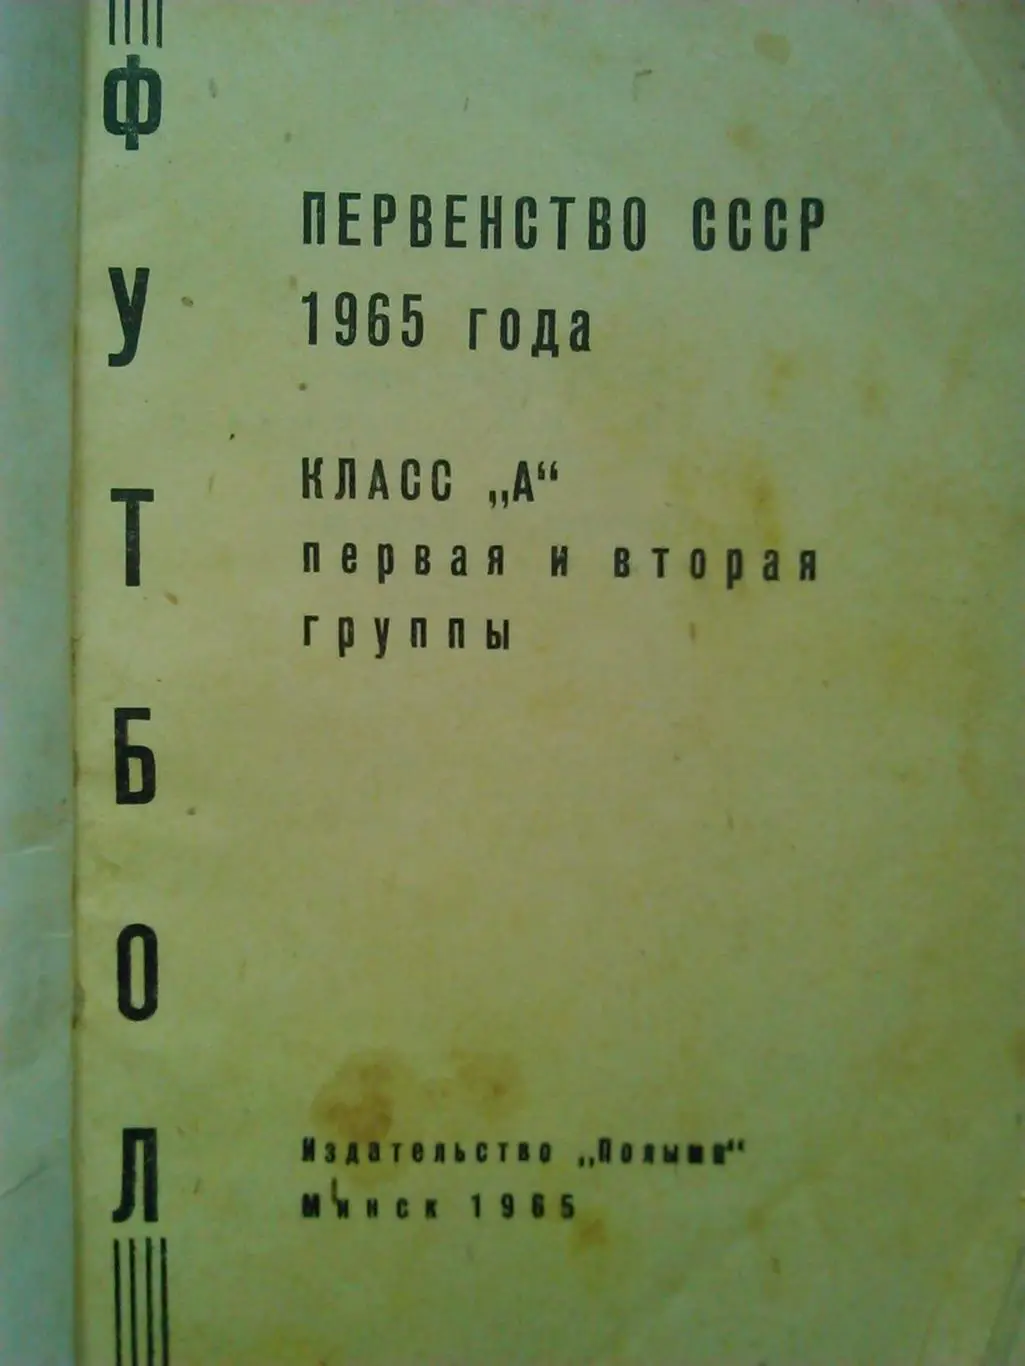 ФУТБОЛ
ПЕРВЕНСТВО СССР
1965 года
КЛАСС „А“
первая и вторая
группы
Издательство „Полымя“
Минск 1965